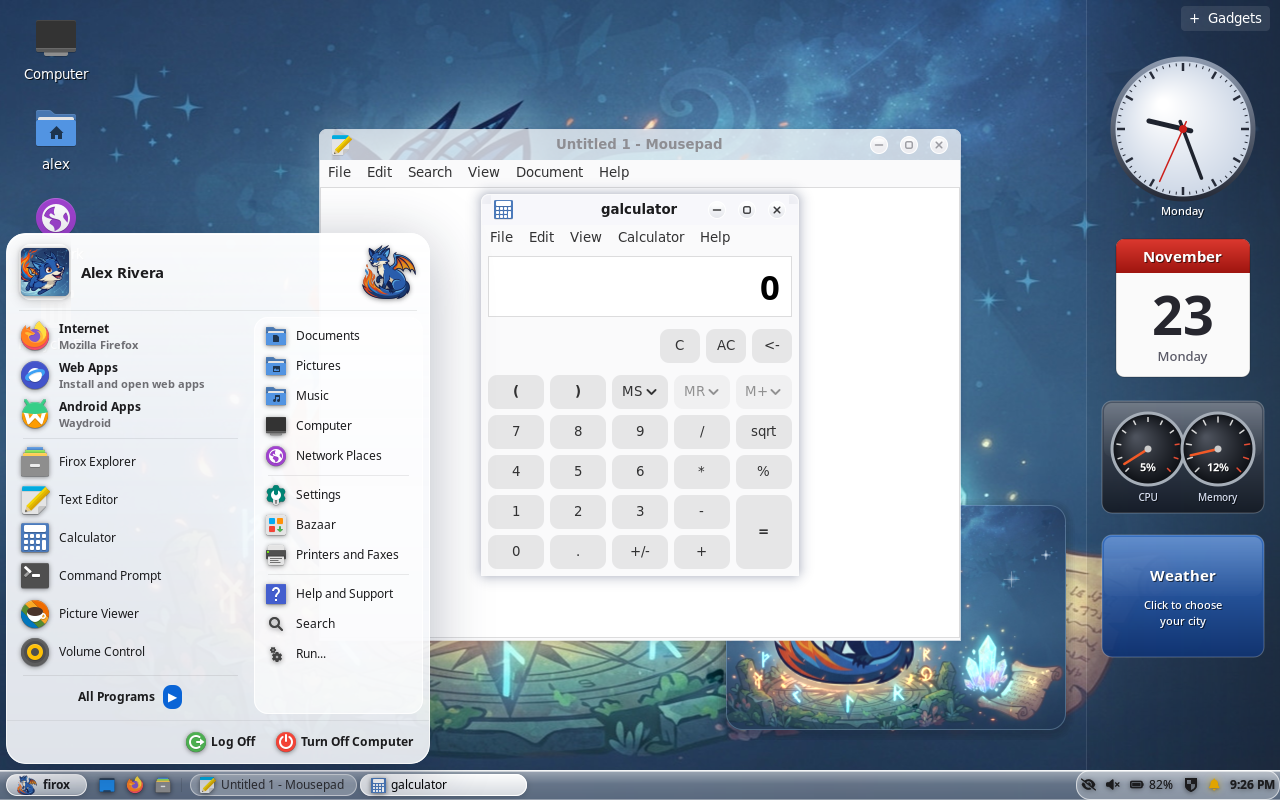 Computer
alex
+ Gadgets
Monday
November
23
Monday
5%
12%
CPU
Memory
Weather
Click to choose
your city
Untitled 1 - Mousepad
File Edit Search View Document Help
galculator
File Edit View Calculator Help
0
C AC <-
( ) MS MR M+
7 8 9 / sqrt
4 5 6 * %
1 2 3 - =
0 . +/- +
Alex Rivera
Internet
Mozilla Firefox
Web Apps
Install and open web apps
Android Apps
Waydroid
Firox Explorer
Text Editor
Calculator
Command Prompt
Picture Viewer
Volume Control
All Programs
Documents
Pictures
Music
Computer
Network Places
Settings
Bazaar
Printers and Faxes
Help and Support
Search
Run...
Log Off
Turn Off Computer
firox
Untitled 1 - Mousepad
galculator
82%
9:26 PM